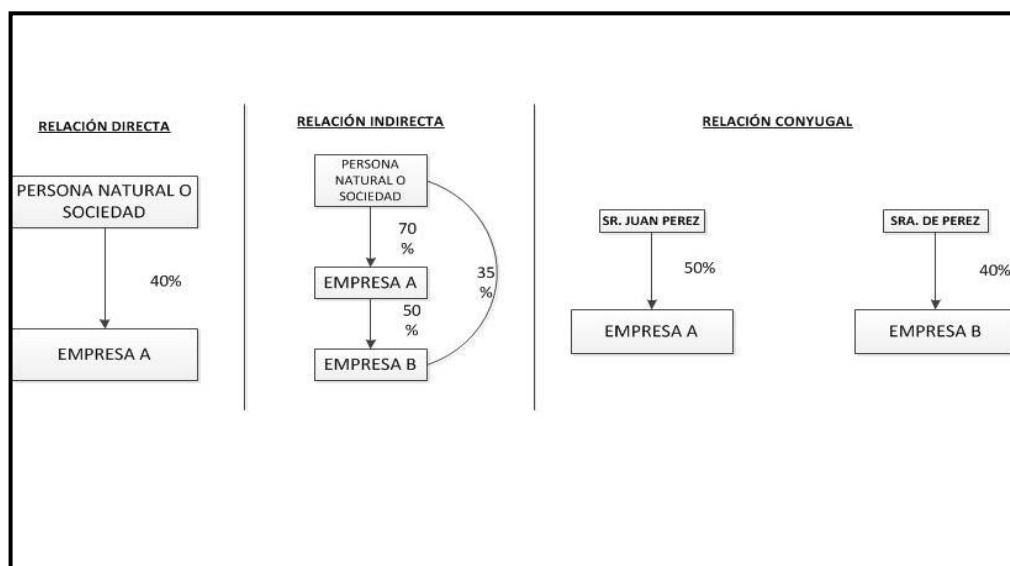 RELACIÓN DIRECTA
PERSONA NATURAL O
SOCIEDAD
40%
EMPRESA A
RELACIÓN INDIRECTA
PERSONA
NATURAL O
SOCIEDAD
70
%
EMPRESA A
35
%
50
%
EMPRESA B
RELACIÓN CONYUGAL
SR. JUAN PEREZ
50%
EMPRESA A
SRA. DE PEREZ
40%
EMPRESA B